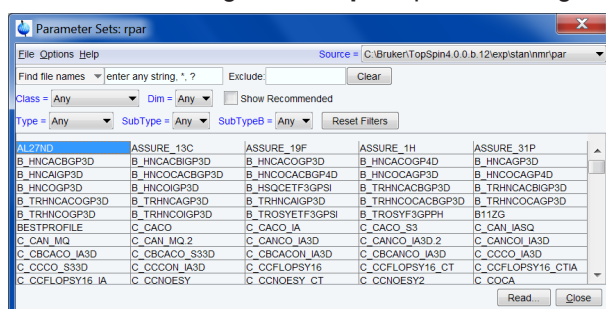 Parameter Sets: rpar
File Options Help Source = C:\Bruker\TopSpin4.0.0.b.12\exp\stan\nmr\par
Find file names enter any string, *, ? Exclude: Clear
Class = Any Dim = Any Show Recommended
Type = Any SubType = Any SubTypeB = Any Reset Filters
AL27ND ASSURE_13C ASSURE_19F ASSURE_1H ASSURE_31P
B_HNCACBGP3D B_HNCACBIGP3D B_HNCACOGP3D B_HNCACOGP4D B_HNCAGP3D
B_HNCAIGP3D B_HNCOCACBGP3D B_HNCOCACBGP4D B_HNCOCAGP3D B_HNCOCAGP4D
B_HNCOGP3D B_HNCOIGP3D B_HSQCETF3GPSI B_TRHNCACBGP3D B_TRHNCACBIGP3D
B_TRHNCACOGP3D B_TRHNCAGP3D B_TRHNCAIGP3D B_TRHNCOCACBGP3D B_TRHNCOCAGP3D
B_TRHNCOGP3D B_TRHNCOIGP3D B_TROSYETF3GPSI B_TROSYF3GPPH B11ZG
BESTPROFILE C_CACO C_CACO_IA C_CACO_S3 C_CAN_IASQ
C_CAN_MQ C_CAN_MQ.2 C_CANCO_IA3D C_CANCO_IA3D.2 C_CANCOI_IA3D
C_CBCACO_IA3D C_CBCACO_S33D C_CBCACON_IA3D C_CBCANCO_IA3D C_CCCO_IA3D
C_CCCO_S33D C_CCCON_IA3D C_CCFLOPSY16 C_CCFLOPSY16_CT C_CCFLOPSY16_CTIA
C_CCFLOPSY16_IA C_CCNOESY C_CCNOESY_CT C_CCNOESY2 C_COCA
Read... Close